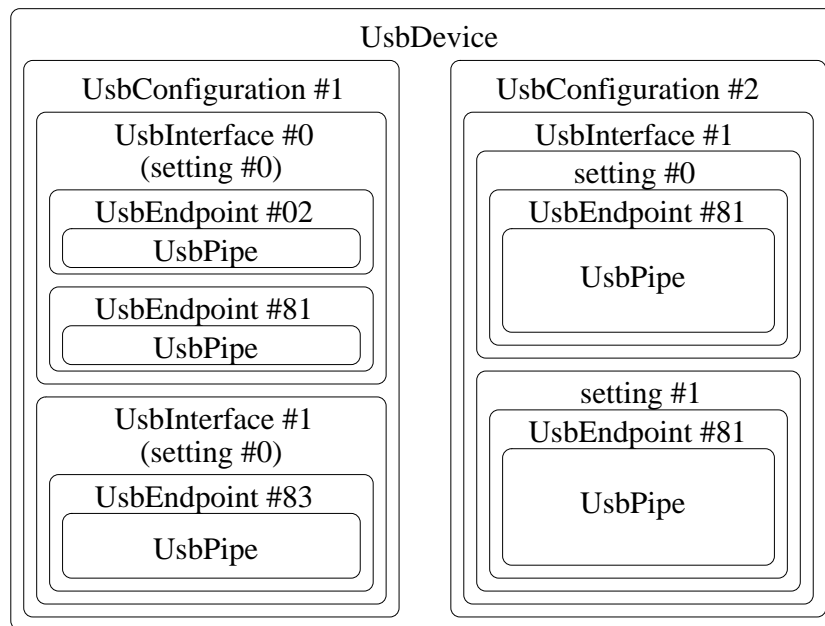 UsbDevice
UsbConfiguration #1
UsbInterface #0
(setting #0)
UsbEndpoint #02
UsbPipe
UsbEndpoint #81
UsbPipe
UsbInterface #1
(setting #0)
UsbEndpoint #83
UsbPipe
UsbConfiguration #2
UsbInterface #1
setting #0
UsbEndpoint #81
UsbPipe
setting #1
UsbEndpoint #81
UsbPipe